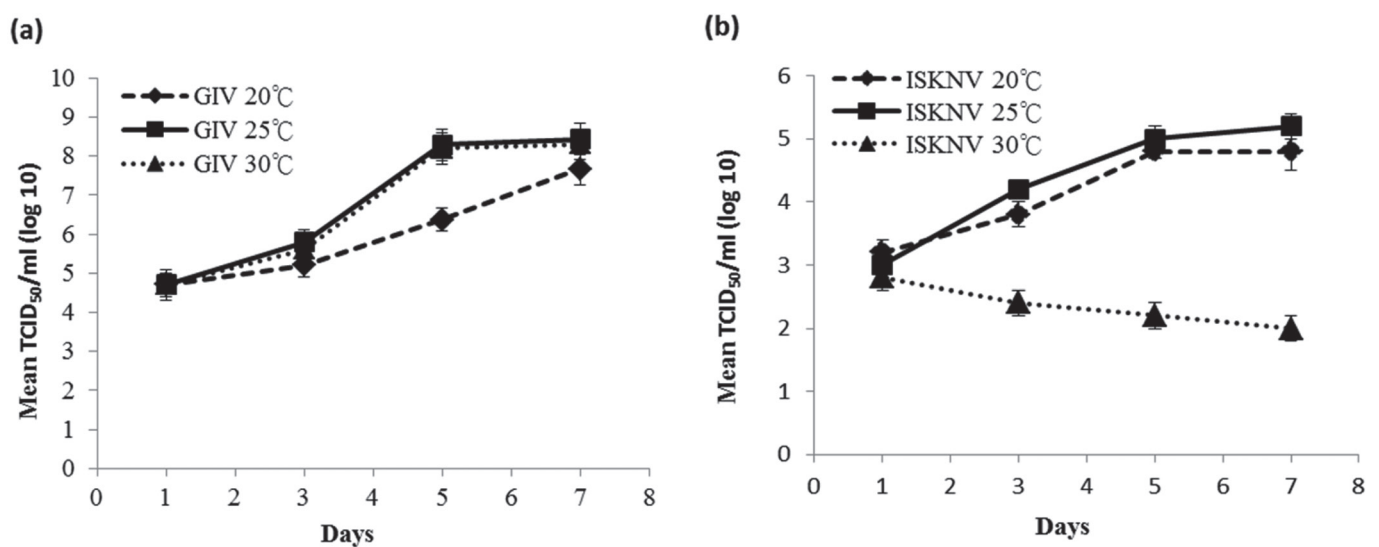 (a)
GIV 20℃
GIV 25℃
GIV 30℃
10
9
8
7
6
5
4
3
2
1
0
Mean TCID50/ml (log 10)
0 1 2 3 4 5 6 7 8
Days
(b)
ISKNV 20℃
ISKNV 25℃
ISKNV 30℃
6
5
4
3
2
1
0
Mean TCID50/ml (log 10)
0 1 2 3 4 5 6 7 8
Days